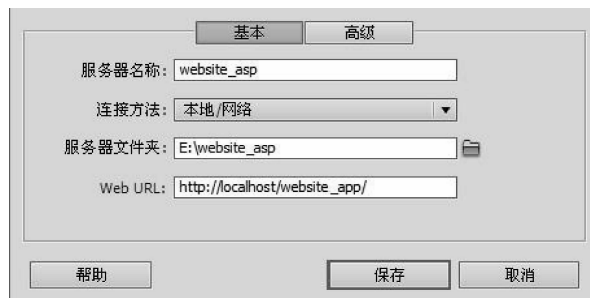 基本 高级
服务器名称: website_asp
连接方法: 本地/网络
服务器文件夹: E:\website_asp
Web URL: http://localhost/website_app/
帮助 保存 取消